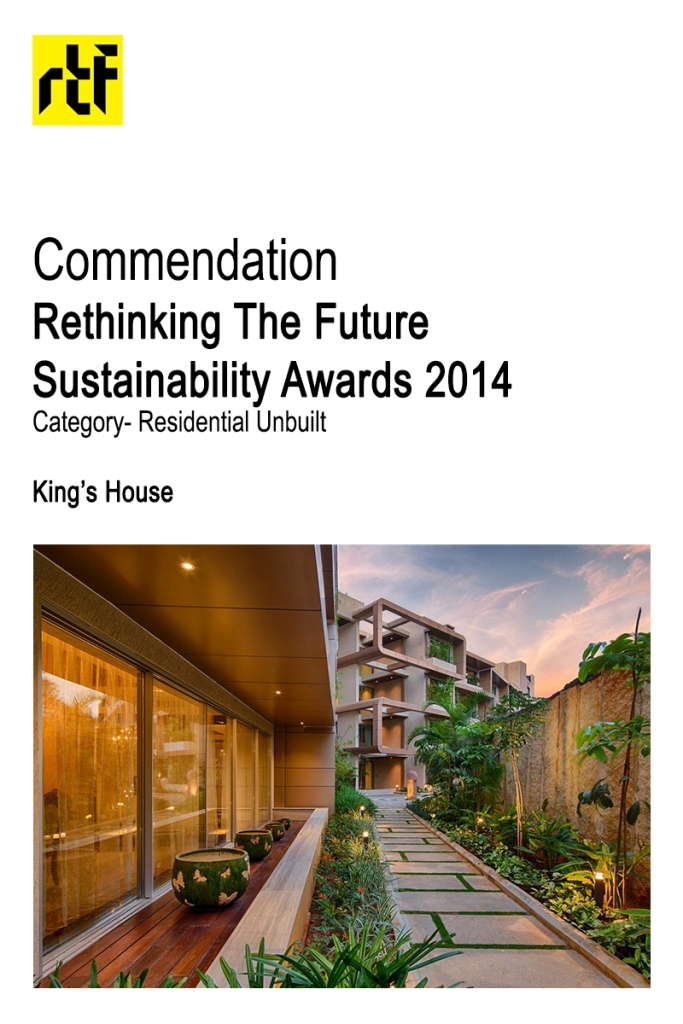 rtf
Commendation
Rethinking The Future
Sustainability Awards 2014
Category- Residential Unbuilt
King’s House